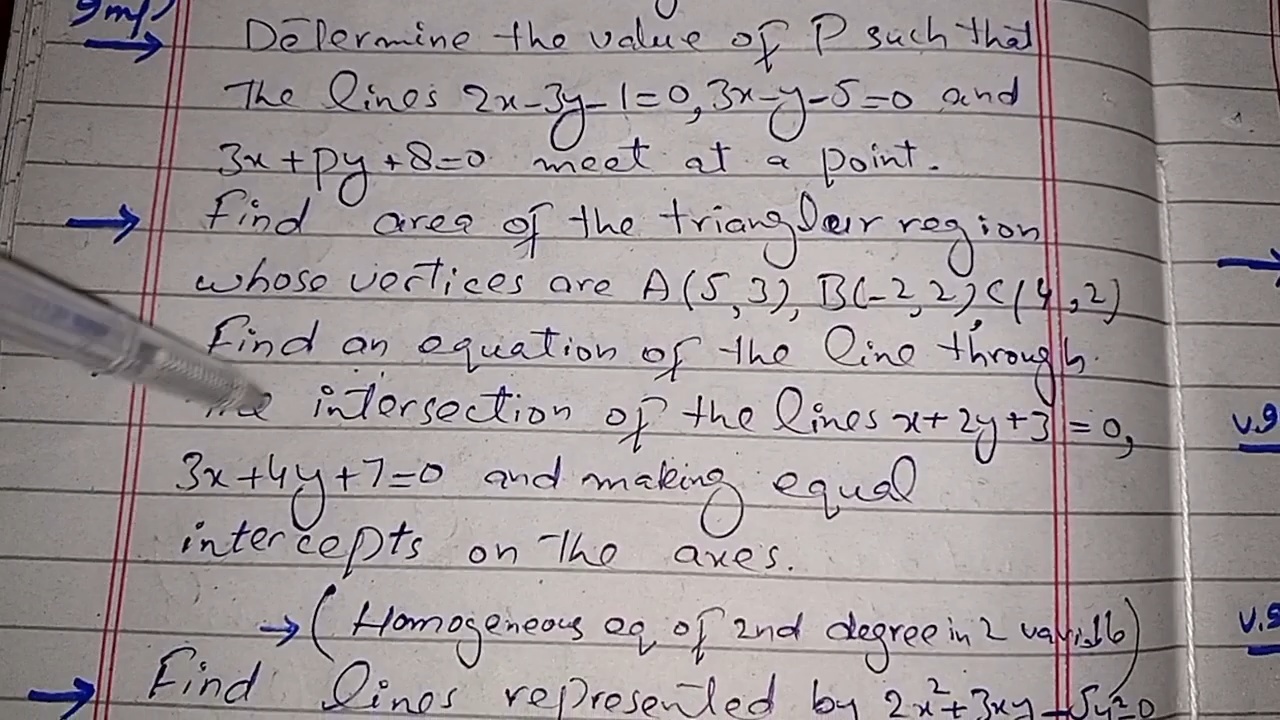 Imp
→ Determine the value of P such that
The lines 2x-3y-1=0, 3x-y-5=0 and
3x+py+8=0 meet at a point.
→ Find area of the triangular region
whose vertices are A(5,3), B(-2,2), C(4,2)
Find an equation of the line through
The intersection of the lines x+2y+3=0,
3x+4y+7=0 and making equal
intercepts on The axes.
→ (Homogeneous eq of 2nd degree in 2 variable)
→ Find lines represented by 2x²+3xy-5y²=0
→